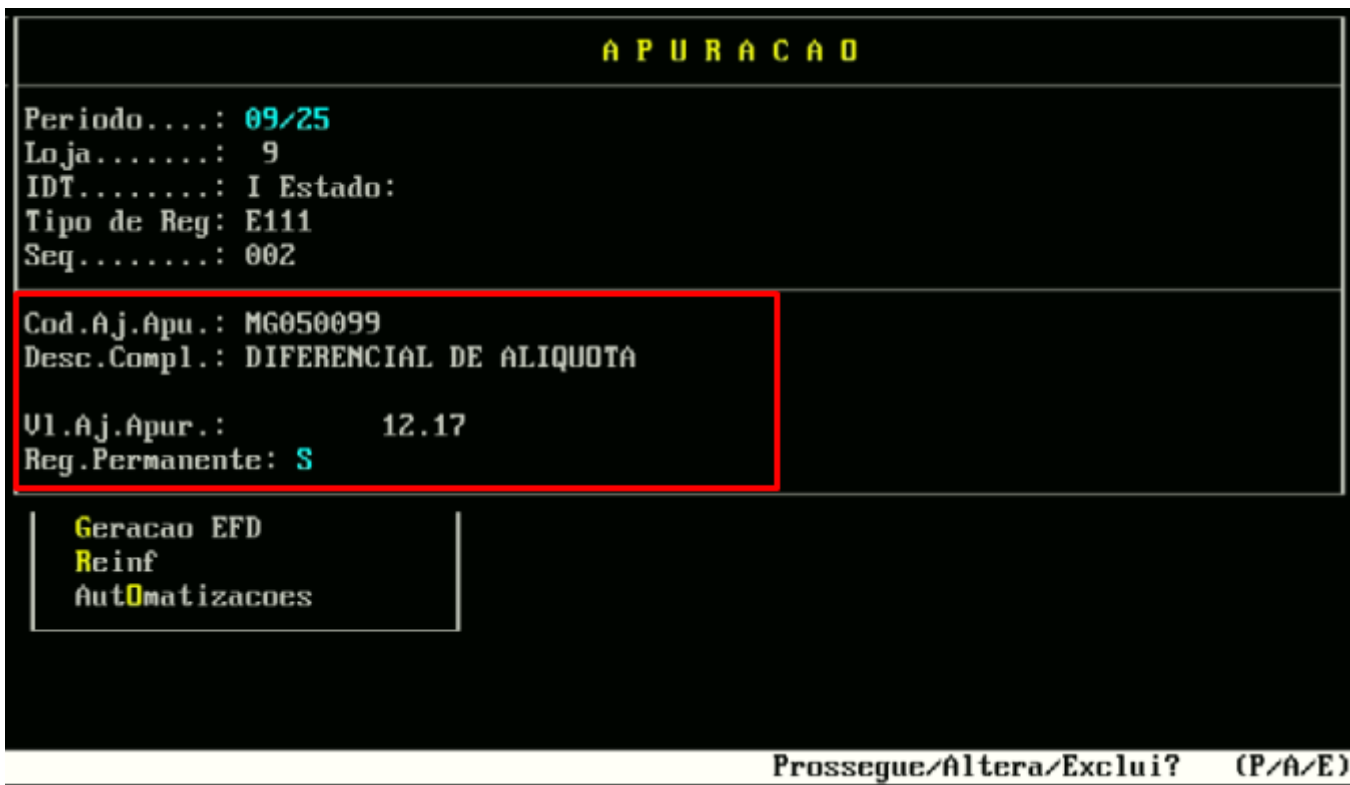 A P U R A C A O
Periodo....: 09/25
Loja.......: 9
IDT........: I Estado:
Tipo de Reg: E111
Seq........: 002
Cod.Aj.Apu.: MG050099
Desc.Compl.: DIFERENCIAL DE ALIQUOTA
Vl.Aj.Apur.: 12.17
Reg.Permanente: S
Geracao EFD
Reinf
AutOmatizacoes
Prossegue/Altera/Exclui? (P/A/E)